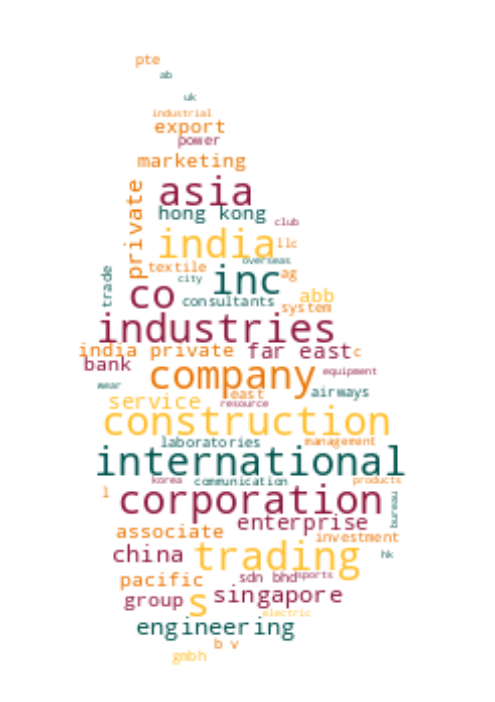 pte
ab
uk
industrial
export
power
marketing
private
asia
hong kong
club
india
llc
overseas
textile
trade
city
inc
ag
co
consultants
abb
system
industries
india private
far east
c
bank
company
equipment
wear
east
airways
service
resource
construction
laboratories
management
international
korea
communication
products
l
corporation
bureau
enterprise
associate
investment
china
trading
hk
pacific
sdn bhd
sports
group
s
singapore
electric
engineering
b v
gmbh